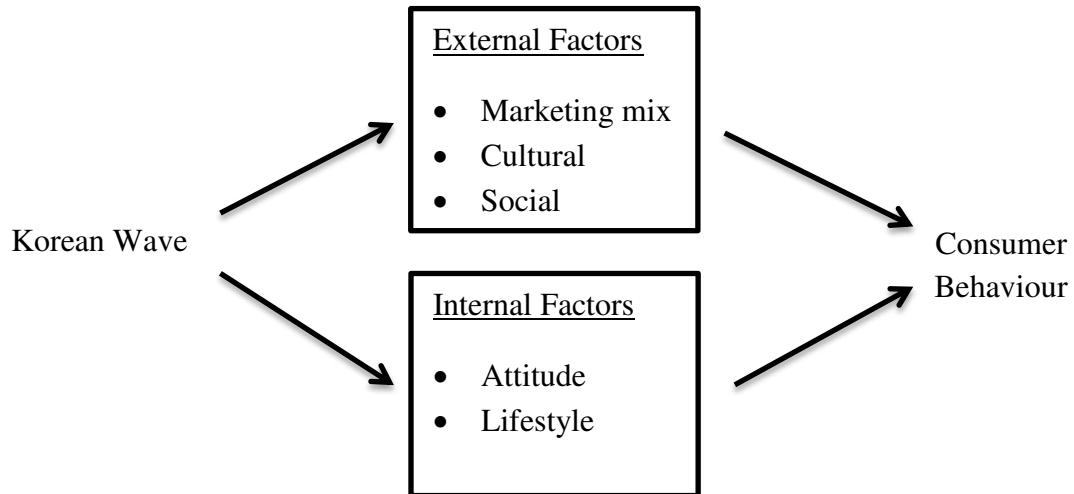 External Factors
• Marketing mix
• Cultural
• Social
Korean Wave
Consumer
Behaviour
Internal Factors
• Attitude
• Lifestyle